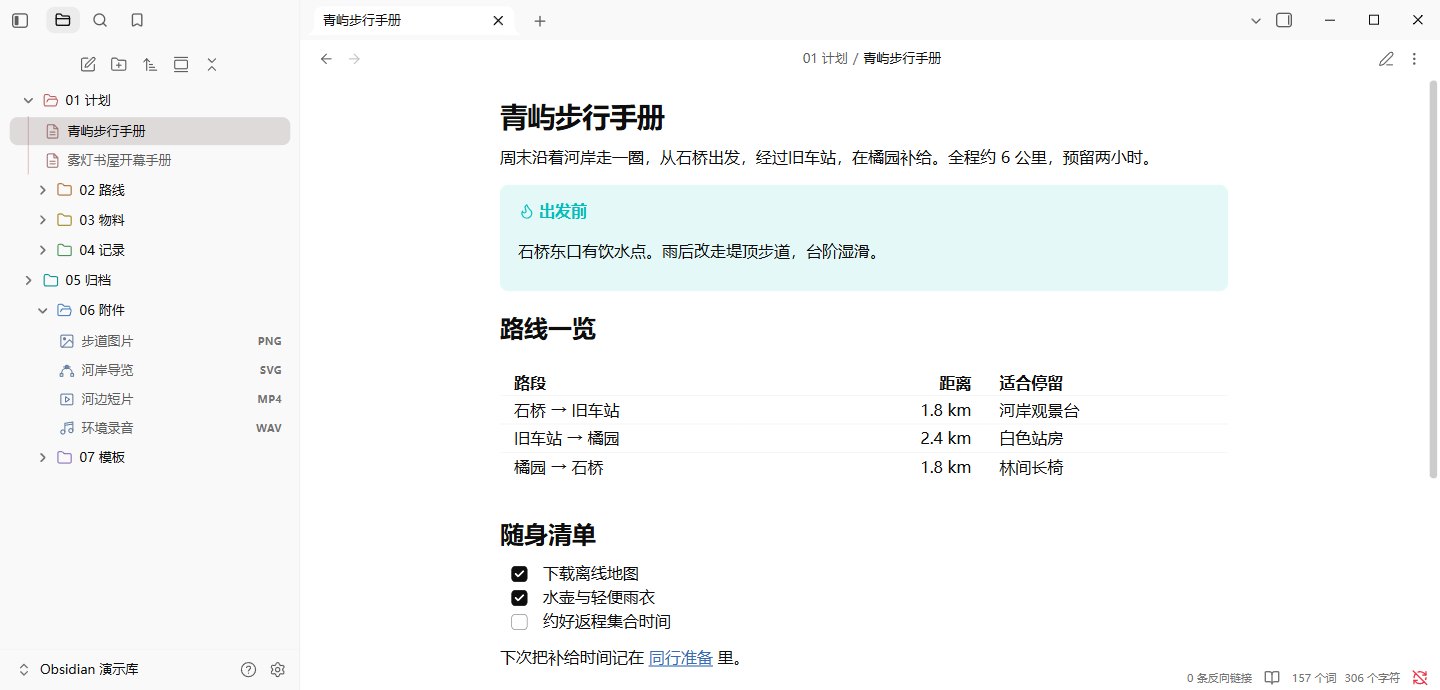 青屿步行手册
01 计划 / 青屿步行手册
01 计划
青屿步行手册
雾灯书屋开幕手册
02 路线
03 物料
04 记录
05 归档
06 附件
步道图片 PNG
河岸导览 SVG
河边短片 MP4
环境录音 WAV
07 模板
Obsidian 演示库
青屿步行手册
周末沿着河岸走一圈，从石桥出发，经过旧车站，在橘园补给。全程约 6 公里，预留两小时。
出发前
石桥东口有饮水点。雨后改走堤顶步道，台阶湿滑。
路线一览
路段 距离 适合停留
石桥 → 旧车站 1.8 km 河岸观景台
旧车站 → 橘园 2.4 km 白色站房
橘园 → 石桥 1.8 km 林间长椅
随身清单
下载离线地图
水壶与轻便雨衣
约好返程集合时间
下次把补给时间记在 同行准备 里。
0 条反向链接 157 个词 306 个字符